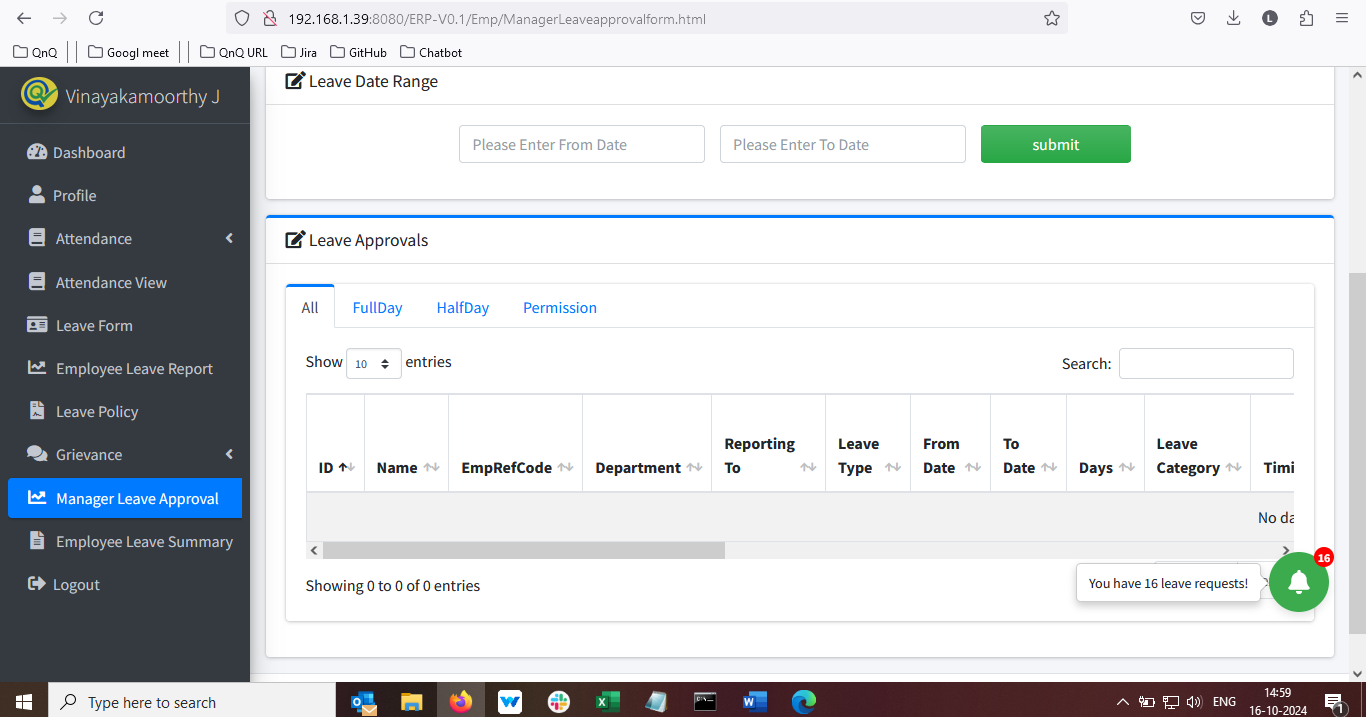 192.168.1.39:8080/ERP-V0.1/Emp/ManagerLeaveapprovalform.html
L
QnQ
Googl meet
QnQ URL
Jira
GitHub
Chatbot
Vinayakamoorthy J
Dashboard
Profile
Attendance
Attendance View
Leave Form
Employee Leave Report
Leave Policy
Grievance
Manager Leave Approval
Employee Leave Summary
Logout
Leave Date Range
Please Enter From Date
Please Enter To Date
submit
Leave Approvals
All
FullDay
HalfDay
Permission
Show 10 entries
Search:
ID
Name
EmpRefCode
Department
Reporting
To
Leave
Type
From
Date
To
Date
Days
Leave
Category
Timi
No da
Showing 0 to 0 of 0 entries
You have 16 leave requests!
16
Type here to search
ENG
14:59
16-10-2024
1